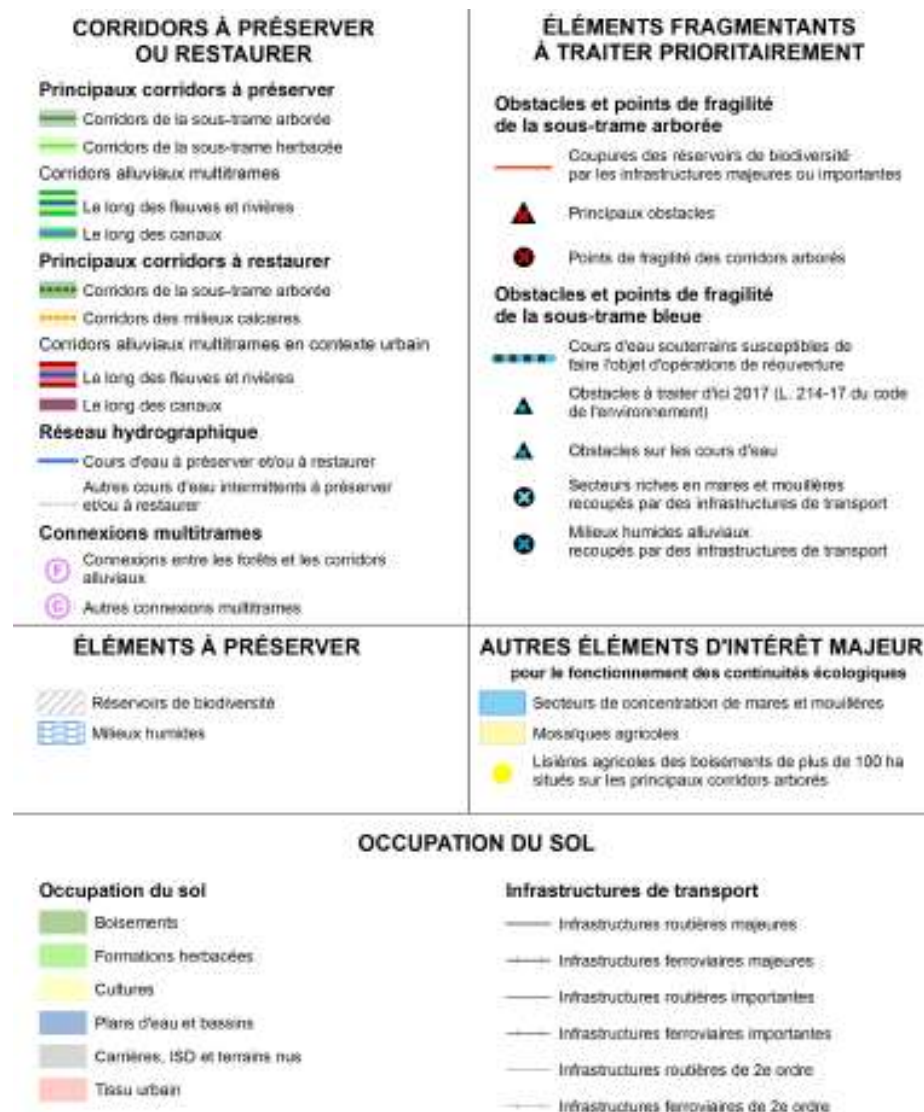 CORRIDORS À PRÉSERVER
OU RESTAURER
Principaux corridors à préserver
Corridors de la sous-trame arborée
Corridors de la sous-trame herbacée
Corridors alluviaux multitrames
Le long des fleuves et rivières
Le long des canaux
Principaux corridors à restaurer
Corridors de la sous-trame arborée
Corridors des milieux calcaires
Corridors alluviaux multitrames en contexte urbain
Le long des fleuves et rivières
Le long des canaux
Réseau hydrographique
Cours d'eau à préserver et/ou à restaurer
Autres cours d'eau intermittents à préserver
et/ou à restaurer
Connexions multitrames
F
Connexions entre les forêts et les corridors
alluviaux
C
Autres connexions multitrames
ÉLÉMENTS FRAGMENTANTS
À TRAITER PRIORITAIREMENT
Obstacles et points de fragilité
de la sous-trame arborée
Coupures des réservoirs de biodiversité
par les infrastructures majeures ou importantes
Principaux obstacles
Points de fragilité des corridors arborés
Obstacles et points de fragilité
de la sous-trame bleue
Cours d'eau souterrains susceptibles de
faire l'objet d'opérations de réouverture
Obstacles à traiter d'ici 2017 (L. 214-17 du code
de l'environnement)
Obstacles sur les cours d'eau
Secteurs riches en mares et mouillères
recoupés par des infrastructures de transport
Milieux humides alluviaux
recoupés par des infrastructures de transport
ÉLÉMENTS À PRÉSERVER
Réservoirs de biodiversité
Milieux humides
AUTRES ÉLÉMENTS D'INTÉRÊT MAJEUR
pour le fonctionnement des continuités écologiques
Secteurs de concentration de mares et mouillères
Mosaïques agricoles
Lisières agricoles des boisements de plus de 100 ha
situés sur les principaux corridors arborés
OCCUPATION DU SOL
Occupation du sol
Boisements
Formations herbacées
Cultures
Plans d'eau et bassins
Carrières, ISD et terrains nus
Tissu urbain
Infrastructures de transport
Infrastructures routières majeures
Infrastructures ferroviaires majeures
Infrastructures routières importantes
Infrastructures ferroviaires importantes
Infrastructures routières de 2e ordre
Infrastructures ferroviaires de 2e ordre